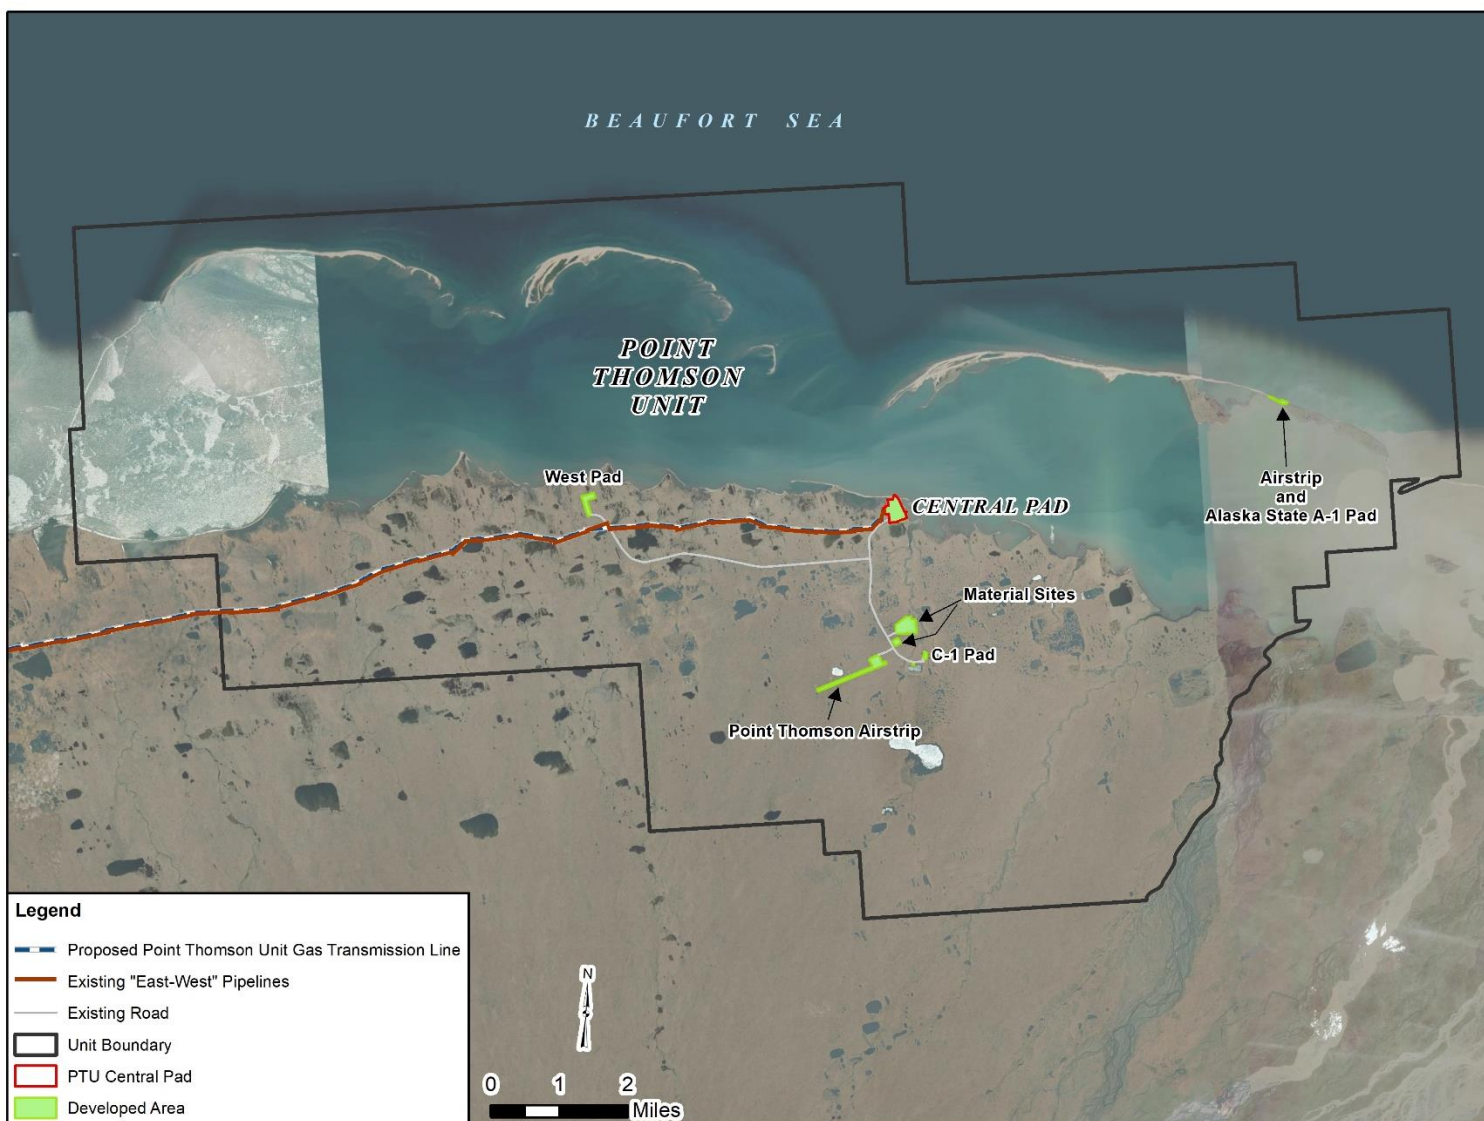 BEAUFORT SEA
POINT
THOMSON
UNIT
West Pad
CENTRAL PAD
Airstrip
and
Alaska State A-1 Pad
Material Sites
C-1 Pad
Point Thomson Airstrip
Legend
Proposed Point Thomson Unit Gas Transmission Line
Existing "East-West" Pipelines
Existing Road
Unit Boundary
PTU Central Pad
Developed Area
N
0 1 2
Miles